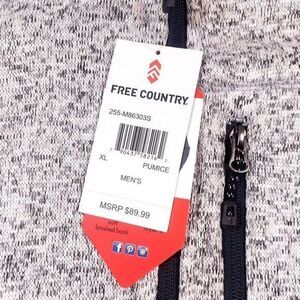 FREE COUNTRY
255-M86303S
XL PUMICE
MEN'S
MSRP $89.99
brushed back